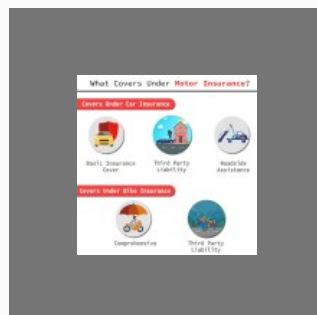 What Covers Under Motor Insurance?
Covers Under Car Insurance
Basic Insurance
Cover
Third Party
Liability
Roadside
Assistance
Covers Under Bike Insurance
Comprehensive
Third Party
Liability